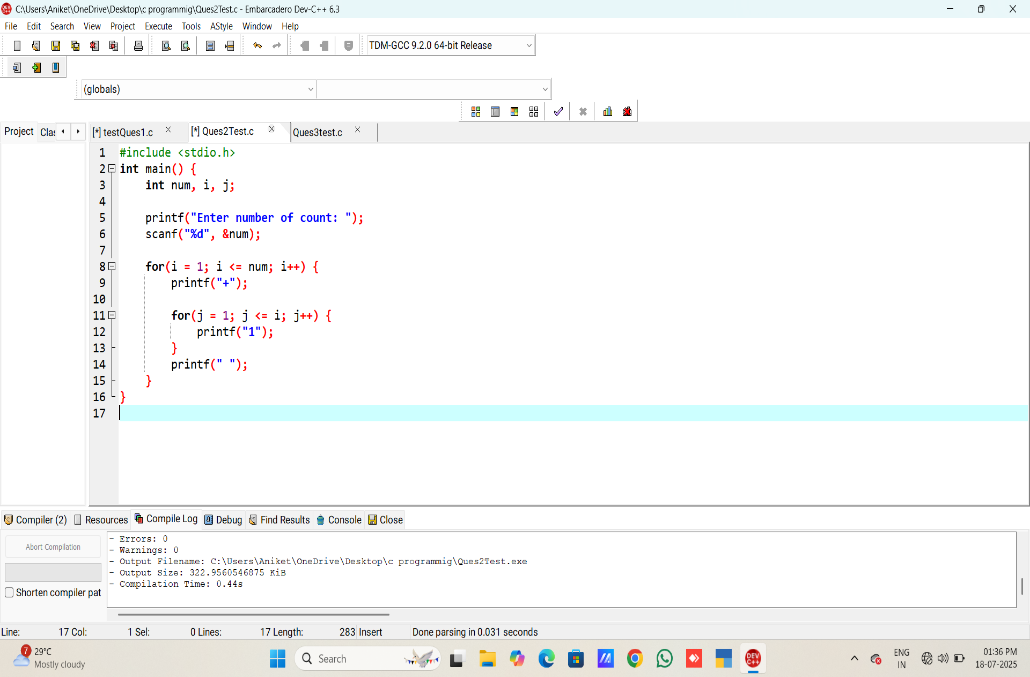 C:\Users\Aniket\OneDrive\Desktop\c programmig\Ques2Test.c - Embarcadero Dev-C++ 6.3
File Edit Search View Project Execute Tools AStyle Window Help
TDM-GCC 9.2.0 64-bit Release
(globals)
Project Clas
[*] testQues1.c [*] Ques2Test.c Ques3test.c
1 #include <stdio.h>
2 int main() {
3 int num, i, j;
4
5 printf("Enter number of count: ");
6 scanf("%d", &num);
7
8 for(i = 1; i <= num; i++) {
9 printf("+");
10
11 for(j = 1; j <= i; j++) {
12 printf("1");
13 }
14 printf(" ");
15 }
16 }
17
Compiler (2) Resources Compile Log Debug Find Results Console Close
Abort Compilation
Shorten compiler pat
- Errors: 0
- Warnings: 0
- Output Filename: C:\Users\Aniket\OneDrive\Desktop\c programmig\Ques2Test.exe
- Output Size: 322.9560546875 KiB
- Compilation Time: 0.44s
Line: 17 Col: 1 Sel: 0 Lines: 17 Length: 283 Insert Done parsing in 0.031 seconds
7
29°C
Mostly cloudy
Search
DEV C++
ENG
IN
01:36 PM
18-07-2025